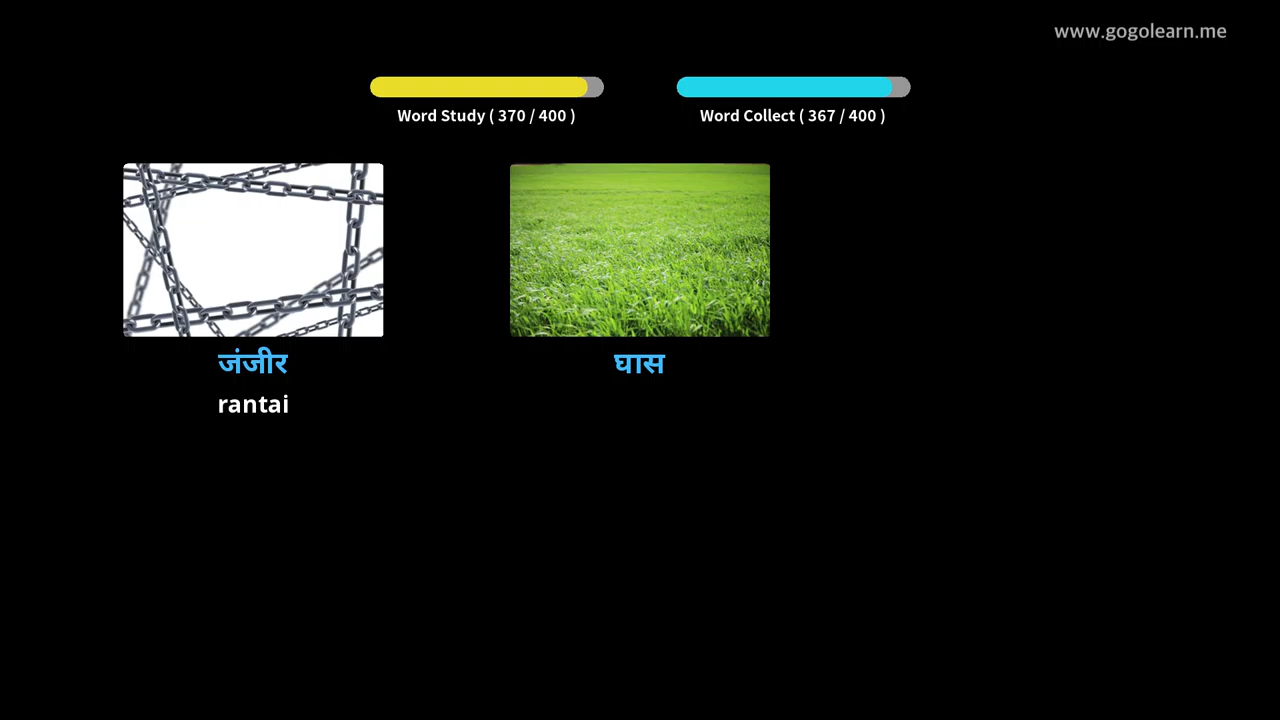 www.gogolearn.me
Word Study ( 370 / 400 )
Word Collect ( 367 / 400 )
जंजीर
घास
rantai